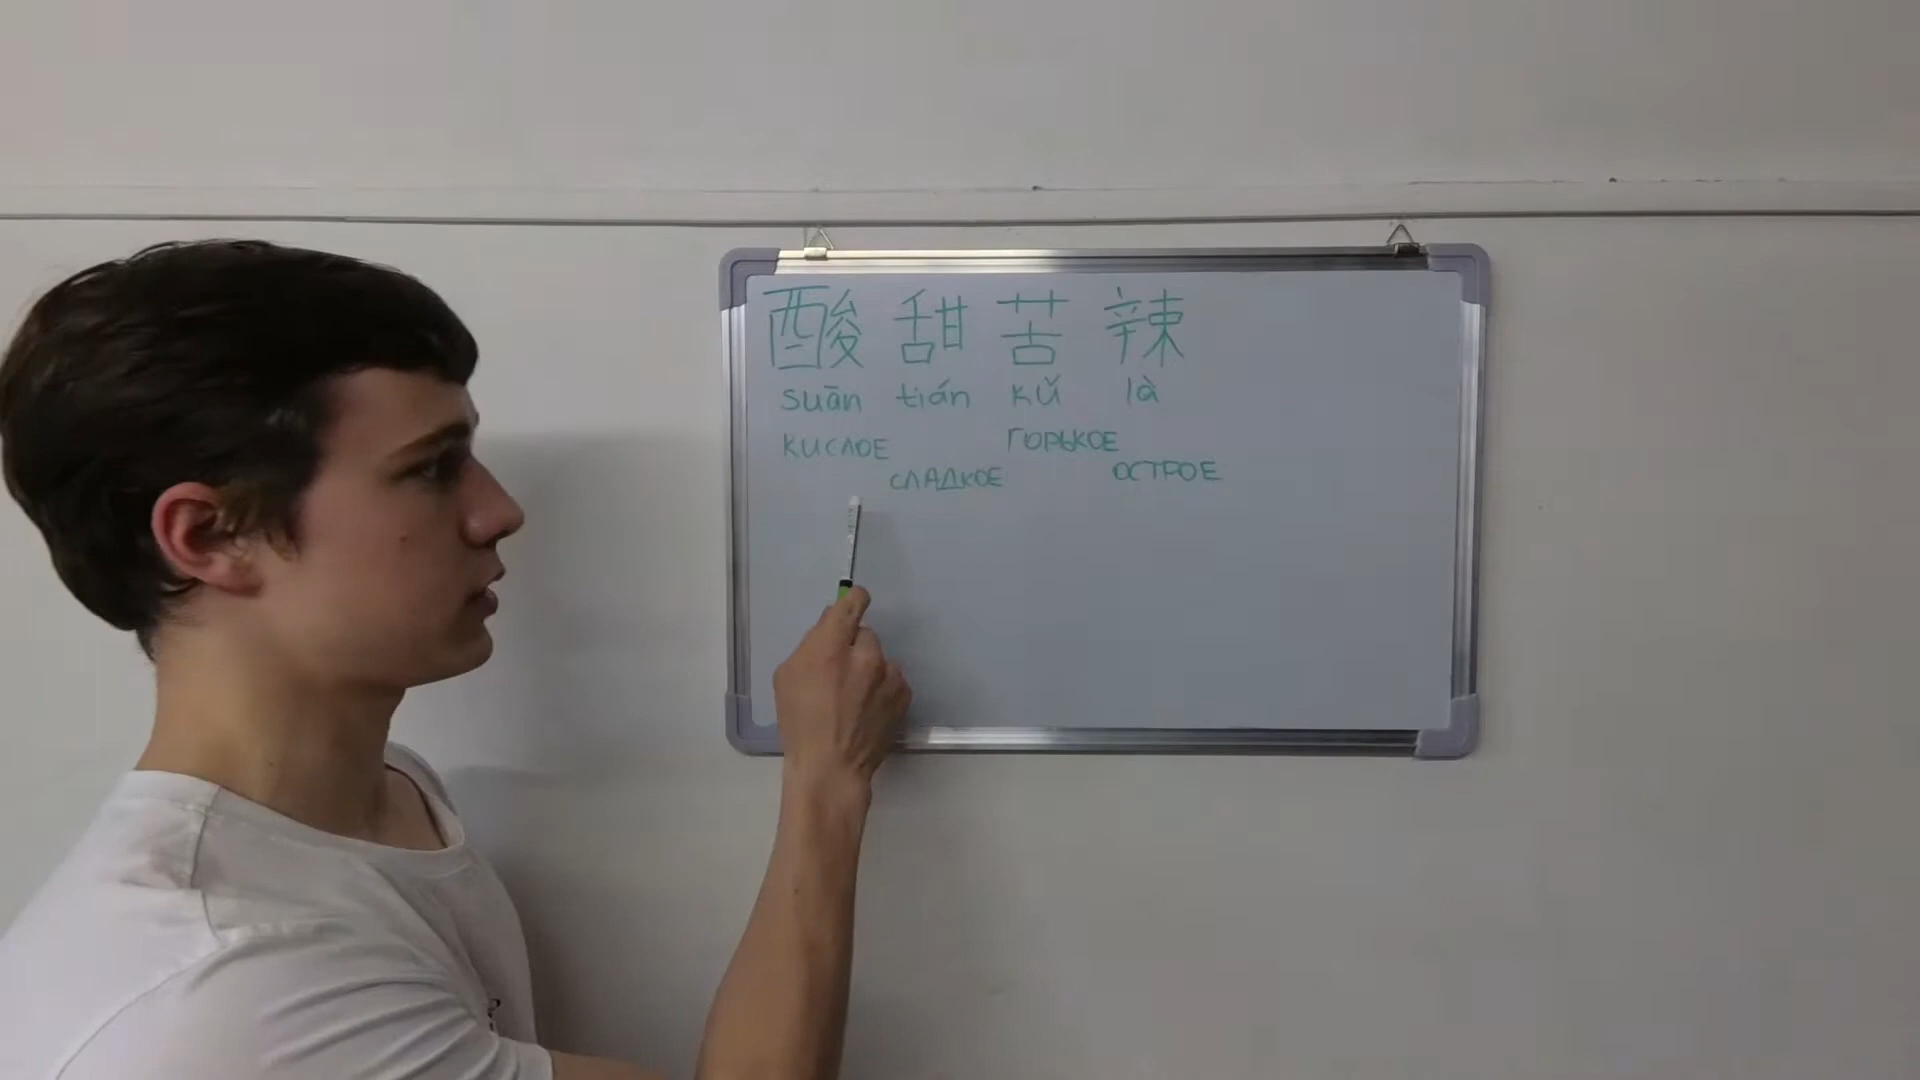 酸 甜 苦 辣
suān tián kǔ là
КИСЛОЕ ГОРЬКОЕ
СЛАДКОЕ ОСТРОЕ